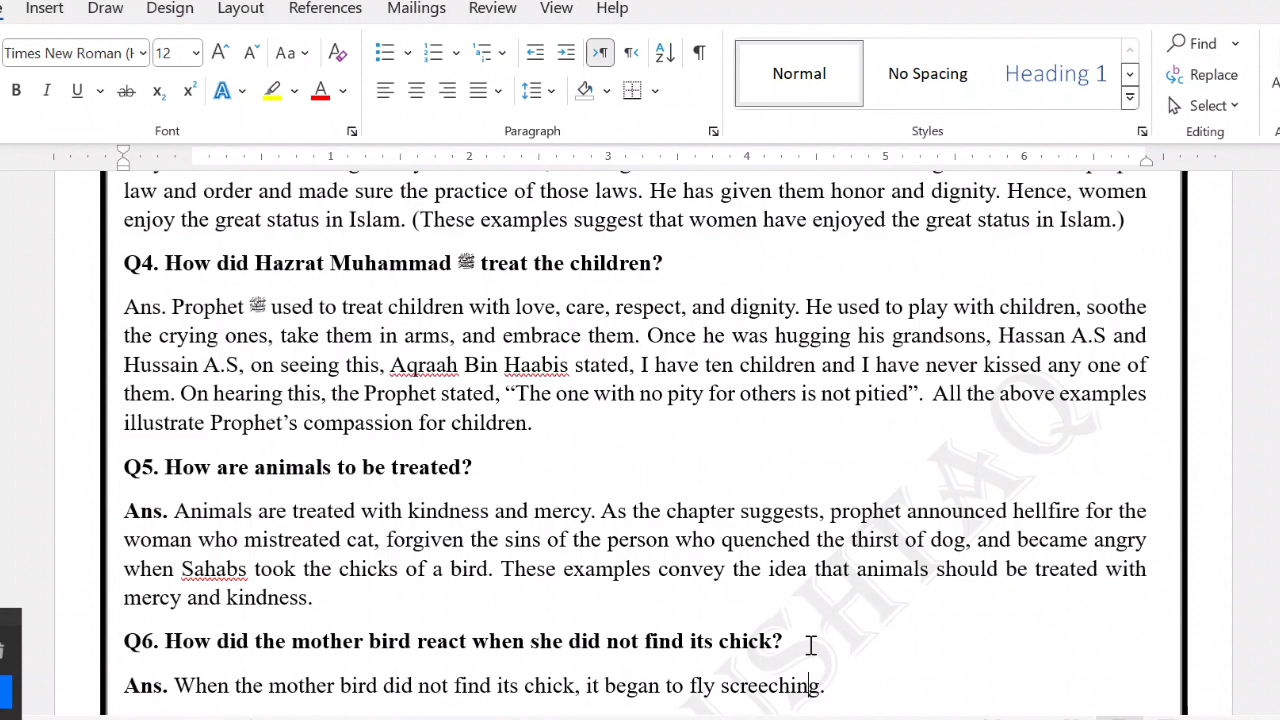 Insert Draw Design Layout References Mailings Review View Help
Times New Roman (H 12 Aa Find
Normal No Spacing Heading 1 Replace
Select
Font Paragraph Styles Editing
1 2 3 4 5 6
law and order and made sure the practice of those laws. He has given them honor and dignity. Hence, women
enjoy the great status in Islam. (These examples suggest that women have enjoyed the great status in Islam.)
Q4. How did Hazrat Muhammad ﷺ treat the children?
Ans. Prophet ﷺ used to treat children with love, care, respect, and dignity. He used to play with children, soothe
the crying ones, take them in arms, and embrace them. Once he was hugging his grandsons, Hassan A.S and
Hussain A.S, on seeing this, Aqraah Bin Haabis stated, I have ten children and I have never kissed any one of
them. On hearing this, the Prophet stated, “The one with no pity for others is not pitied”. All the above examples
illustrate Prophet’s compassion for children.
Q5. How are animals to be treated?
Ans. Animals are treated with kindness and mercy. As the chapter suggests, prophet announced hellfire for the
woman who mistreated cat, forgiven the sins of the person who quenched the thirst of dog, and became angry
when Sahabs took the chicks of a bird. These examples convey the idea that animals should be treated with
mercy and kindness.
Q6. How did the mother bird react when she did not find its chick?
Ans. When the mother bird did not find its chick, it began to fly screeching.
USHTAQ